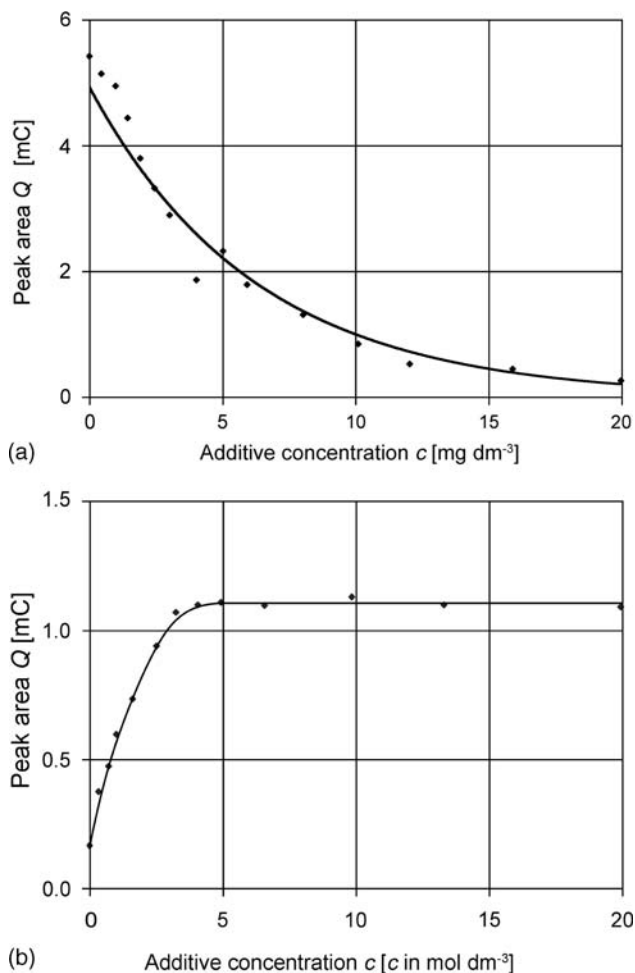 6
4
2
0
Peak area Q [mC]
0 5 10 15 20
(a) Additive concentration c [mg dm-3]
1.5
1.0
0.5
0.0
Peak area Q [mC]
0 5 10 15 20
(b) Additive concentration c [c in mol dm-3]